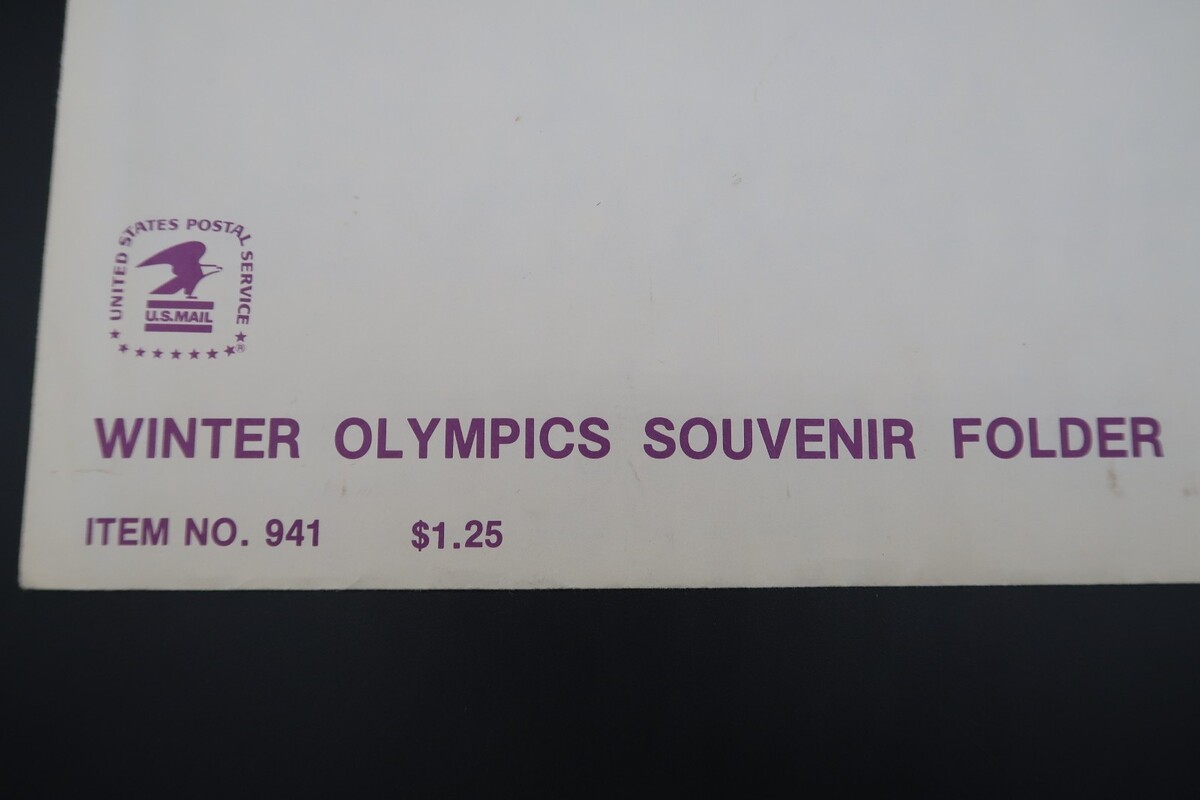 UNITED STATES POSTAL SERVICE
U.S.MAIL
®
WINTER OLYMPICS SOUVENIR FOLDER
ITEM NO. 941 $1.25